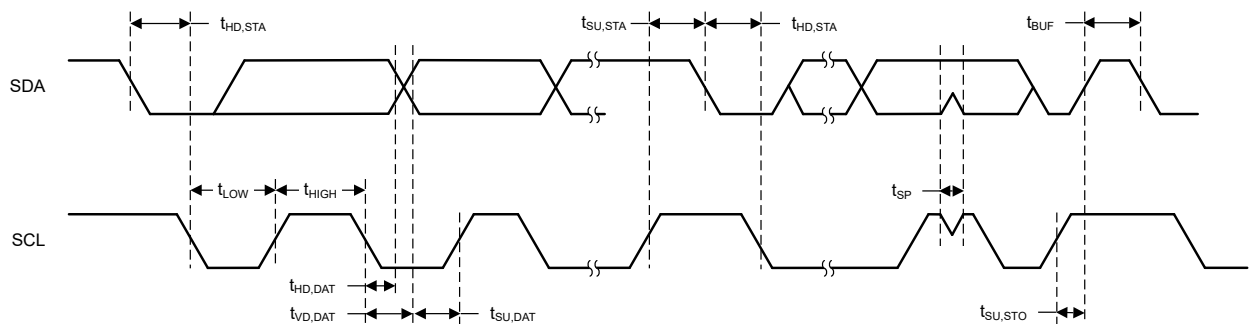 tHD,STA
tSU,STA
tHD,STA
tBUF
SDA
tLOW
tHIGH
tSP
SCL
tHD,DAT
tVD,DAT
tSU,DAT
tSU,STO